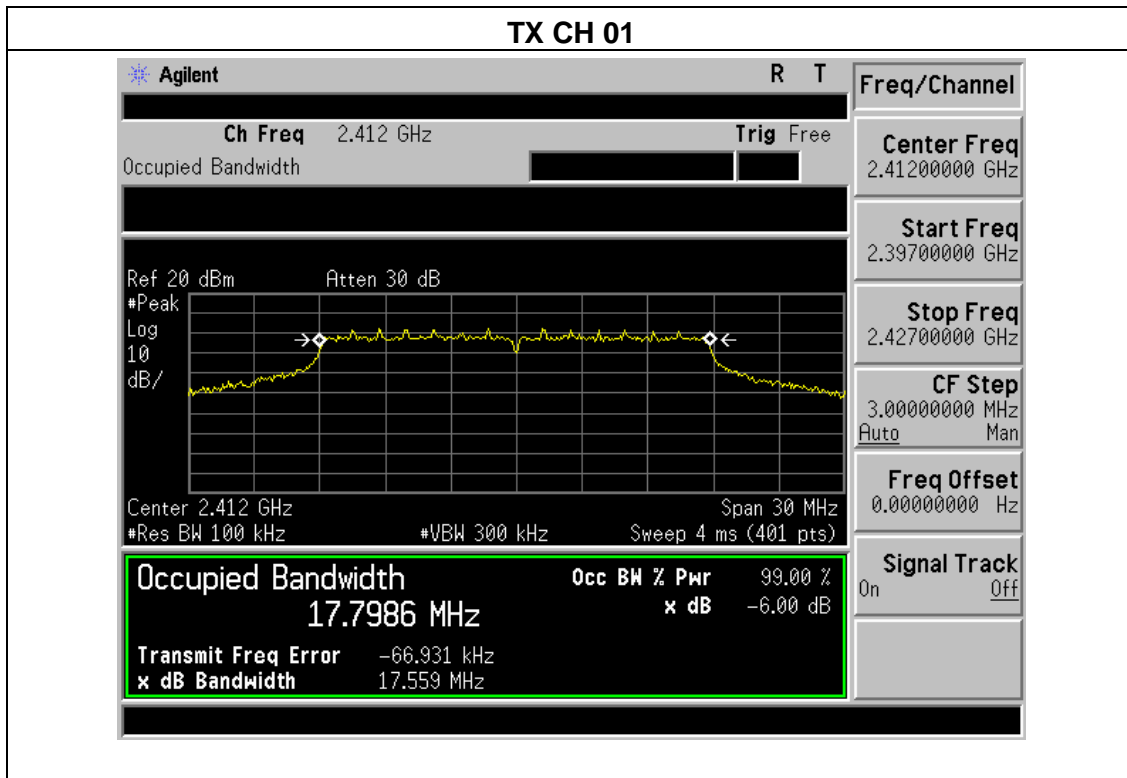 TX CH 01
Agilent R T
Ch Freq 2.412 GHz Trig Free
Occupied Bandwidth
Ref 20 dBm Atten 30 dB
#Peak
Log
10
dB/
Center 2.412 GHz Span 30 MHz
#Res BW 100 kHz #VBW 300 kHz Sweep 4 ms (401 pts)
Occupied Bandwidth Occ BW % Pwr 99.00 %
17.7986 MHz x dB -6.00 dB
Transmit Freq Error -66.931 kHz
x dB Bandwidth 17.559 MHz
Freq/Channel
Center Freq
2.41200000 GHz
Start Freq
2.39700000 GHz
Stop Freq
2.42700000 GHz
CF Step
3.00000000 MHz
Auto Man
Freq Offset
0.00000000 Hz
Signal Track
On Off